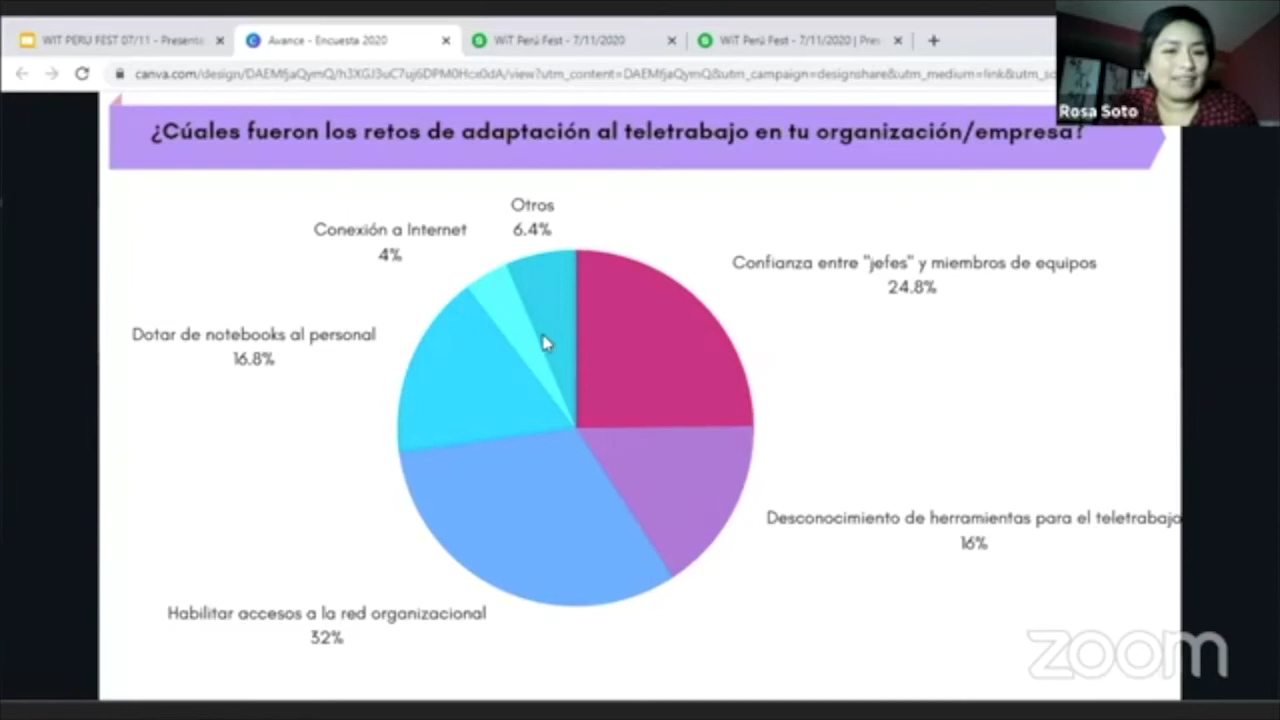 WIT PERU FEST 07/11 - Presenta
Avance - Encuesta 2020
WiT Perú Fest - 7/11/2020
WiT Perú Fest - 7/11/2020 | Pres
Rosa Soto
¿Cúales fueron los retos de adaptación al teletrabajo en tu organización/empresa?
Otros
6.4%
Conexión a Internet
4%
Confianza entre "jefes" y miembros de equipos
24.8%
Dotar de notebooks al personal
16.8%
Desconocimiento de herramientas para el teletrabajo
16%
Habilitar accesos a la red organizacional
32%
zoom